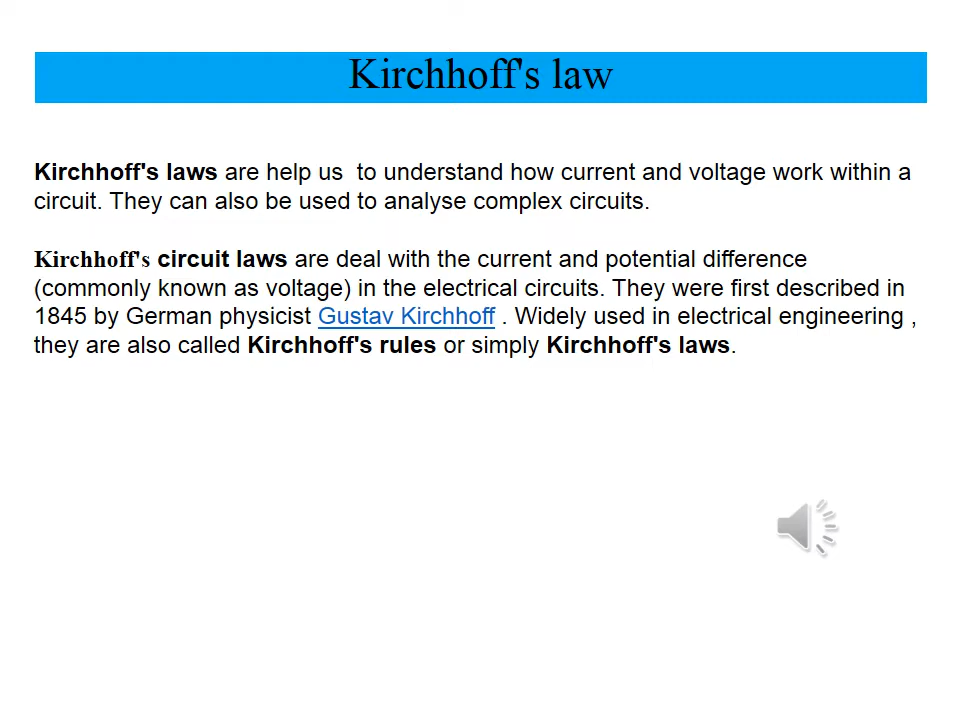 Kirchhoff's law
Kirchhoff's laws are help us  to understand how current and voltage work within a
circuit. They can also be used to analyse complex circuits.
Kirchhoff's circuit laws are deal with the current and potential difference
(commonly known as voltage) in the electrical circuits. They were first described in
1845 by German physicist Gustav Kirchhoff . Widely used in electrical engineering ,
they are also called Kirchhoff's rules or simply Kirchhoff's laws.